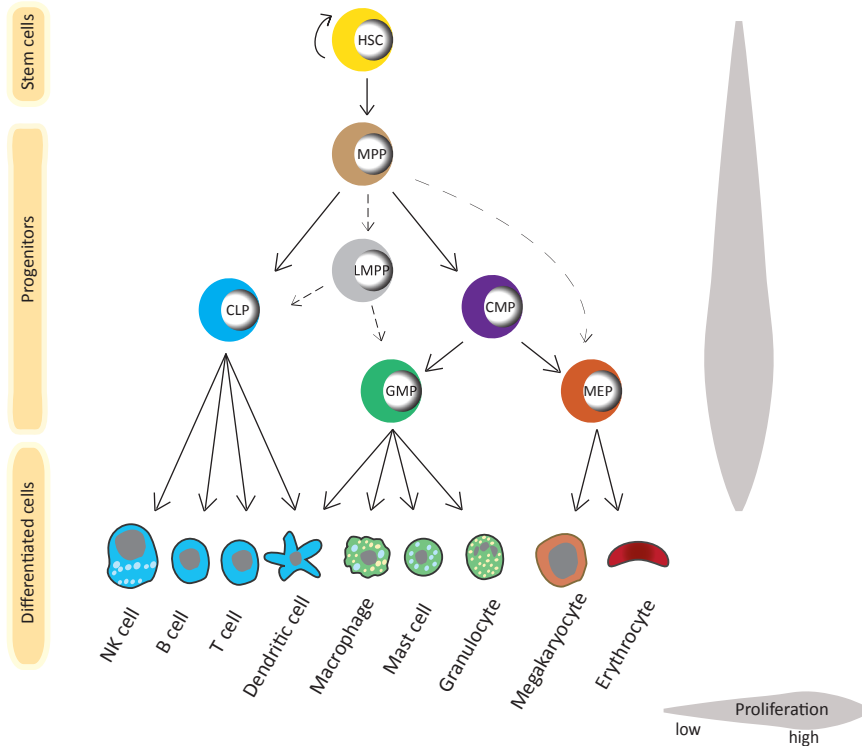 Stem cells
HSC
MPP
Progenitors
LMPP
CLP
CMP
GMP
MEP
Differentiated cells
NK cell
B cell
T cell
Dendritic cell
Macrophage
Mast cell
Granulocyte
Megakaryocyte
Erythrocyte
Proliferation
low
high